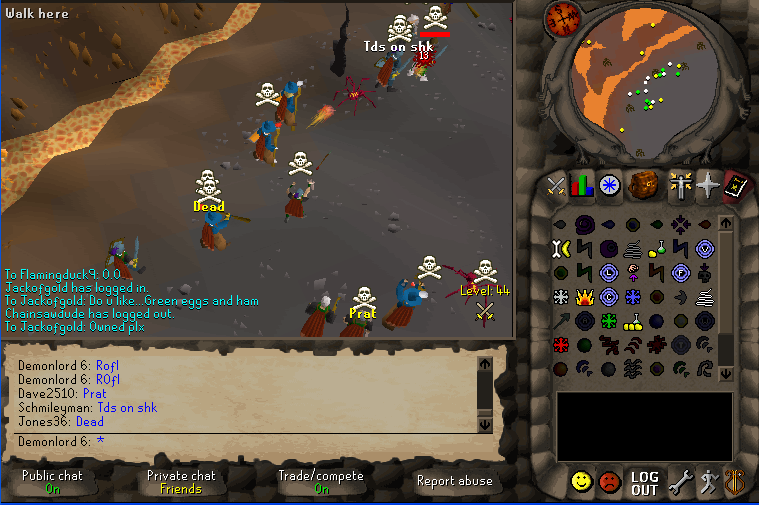 Walk here
Tds on shk
13
Dead
To Flamingduck9: 0.0
Jackofgold has logged in.
To Jackofgold: Do u like...Green eggs and ham
Chainsawdude has logged out.
To Jackofgold: Owned plx
Level: 44
Prat
Demonlord 6: Rofl
Demonlord 6: ROfl
Dave2510: Prat
Schmileyman: Tds on shk
Jones36: Dead
Demonlord 6: *
Public chat
On
Private chat
Friends
Trade/compete
On
Report abuse
LOG
OUT